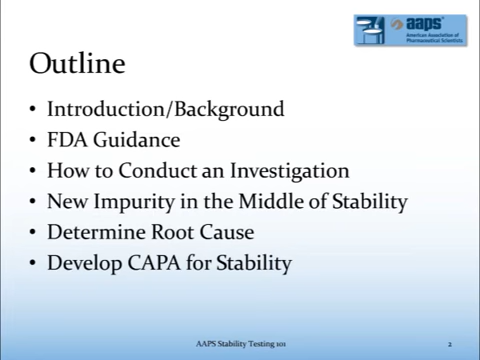 aaps
American Association of
Pharmaceutical Scientists
Outline
• Introduction/Background
• FDA Guidance
• How to Conduct an Investigation
• New Impurity in the Middle of Stability
• Determine Root Cause
• Develop CAPA for Stability
AAPS Stability Testing 101
2